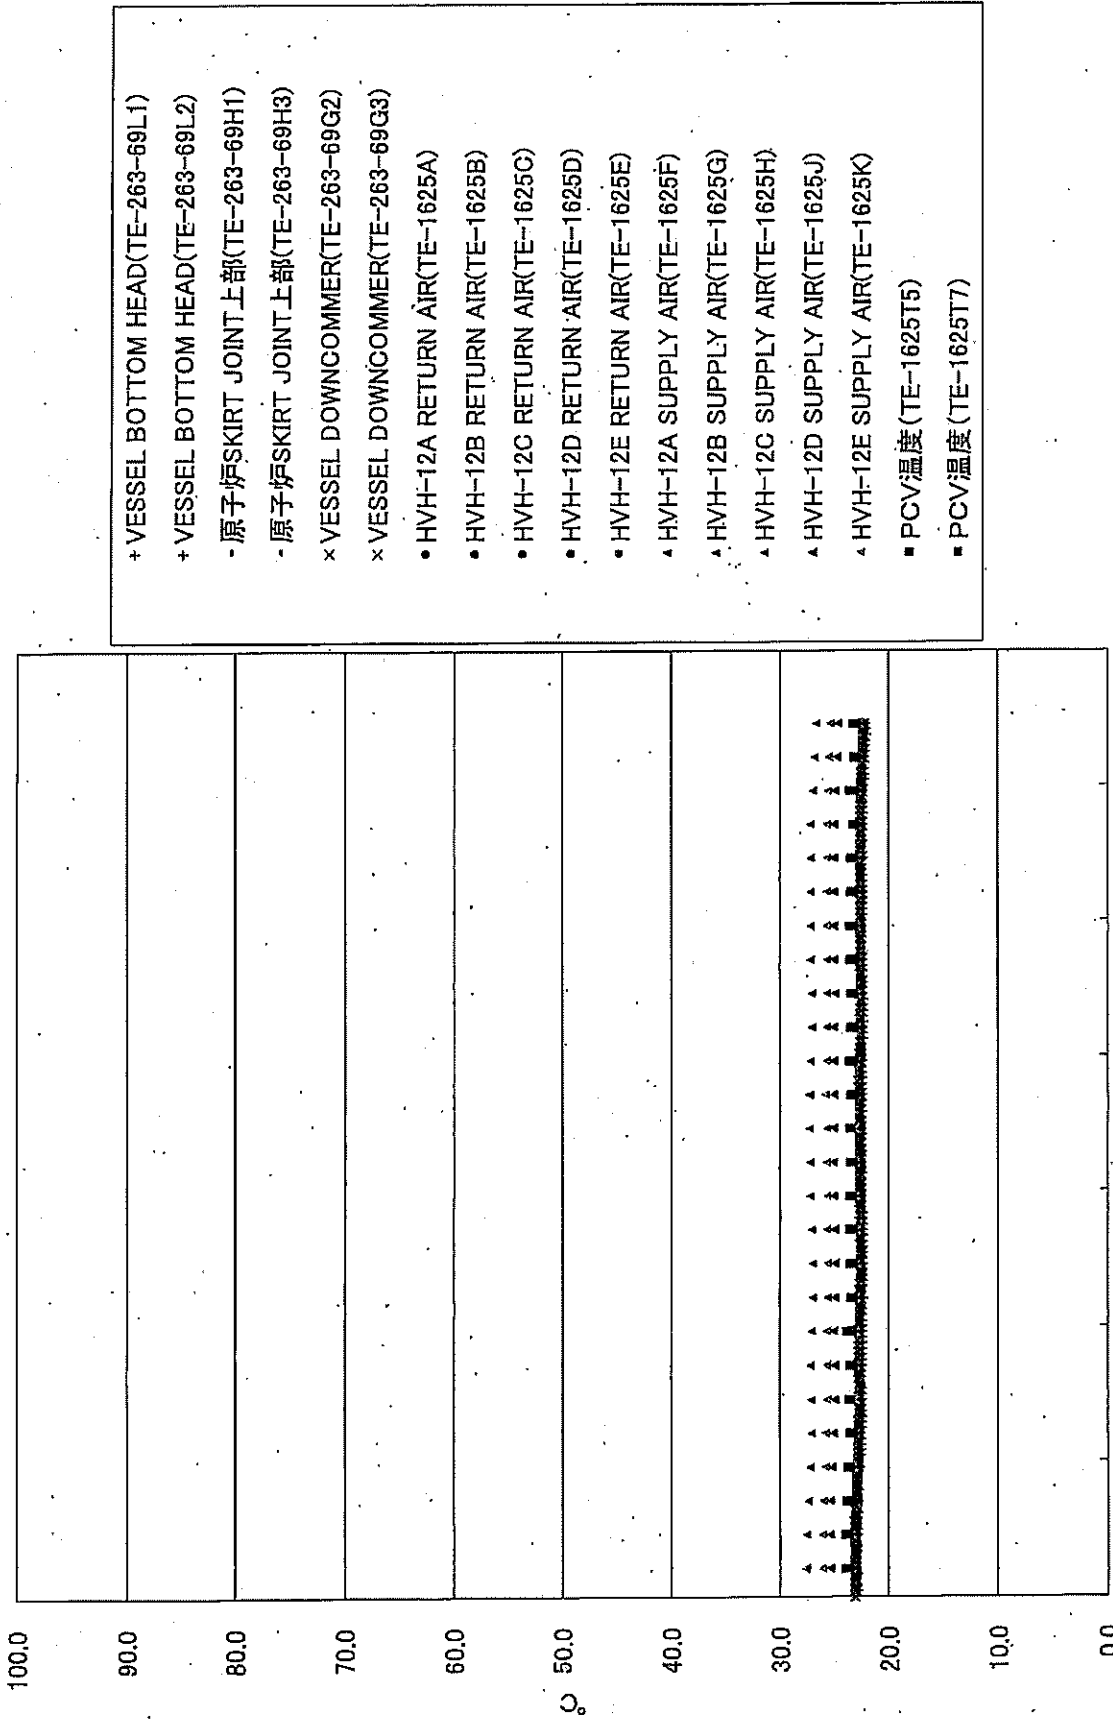 100.0
90.0
80.0
70.0
60.0
50.0
40.0
30.0
20.0
10.0
0.0
°C
+ VESSEL BOTTOM HEAD(TE-263-69L1)
+ VESSEL BOTTOM HEAD(TE-263-69L2)
- 原子炉SKIRT JOINT上部(TE-263-69H1)
- 原子炉SKIRT JOINT上部(TE-263-69H3)
× VESSEL DOWNCOMMER(TE-263-69G2)
× VESSEL DOWNCOMMER(TE-263-69G3)
● HVH-12A RETURN AIR(TE-1625A)
● HVH-12B RETURN AIR(TE-1625B)
● HVH-12C RETURN AIR(TE-1625C)
● HVH-12D RETURN AIR(TE-1625D)
● HVH-12E RETURN AIR(TE-1625E)
▲ HVH-12A SUPPLY AIR(TE-1625F)
▲ HVH-12B SUPPLY AIR(TE-1625G)
▲ HVH-12C SUPPLY AIR(TE-1625H)
▲ HVH-12D SUPPLY AIR(TE-1625J)
▲ HVH-12E SUPPLY AIR(TE-1625K)
■ PCV温度(TE-1625T5)
■ PCV温度(TE-1625T7)